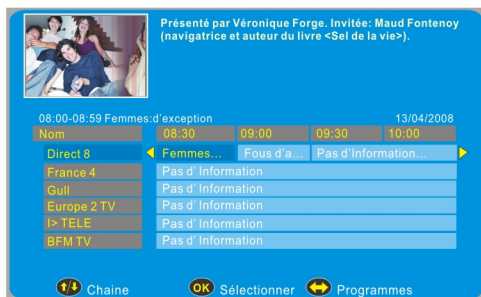 Présenté par Véronique Forge. Invitée: Maud Fontenoy
(navigatrice et auteur du livre <Sel de la vie>).
08:00-08:59 Femmes:d'exception 13/04/2008
Nom 08:30 09:00 09:30 10:00
Direct 8 Femmes... Fous d'a... Pas d'Information...
France 4 Pas d' Information
Gull Pas d' Information
Europe 2 TV Pas d' Information
I> TELE Pas d' Information
BFM TV Pas d' Information
Chaine OK Sélectionner Programmes